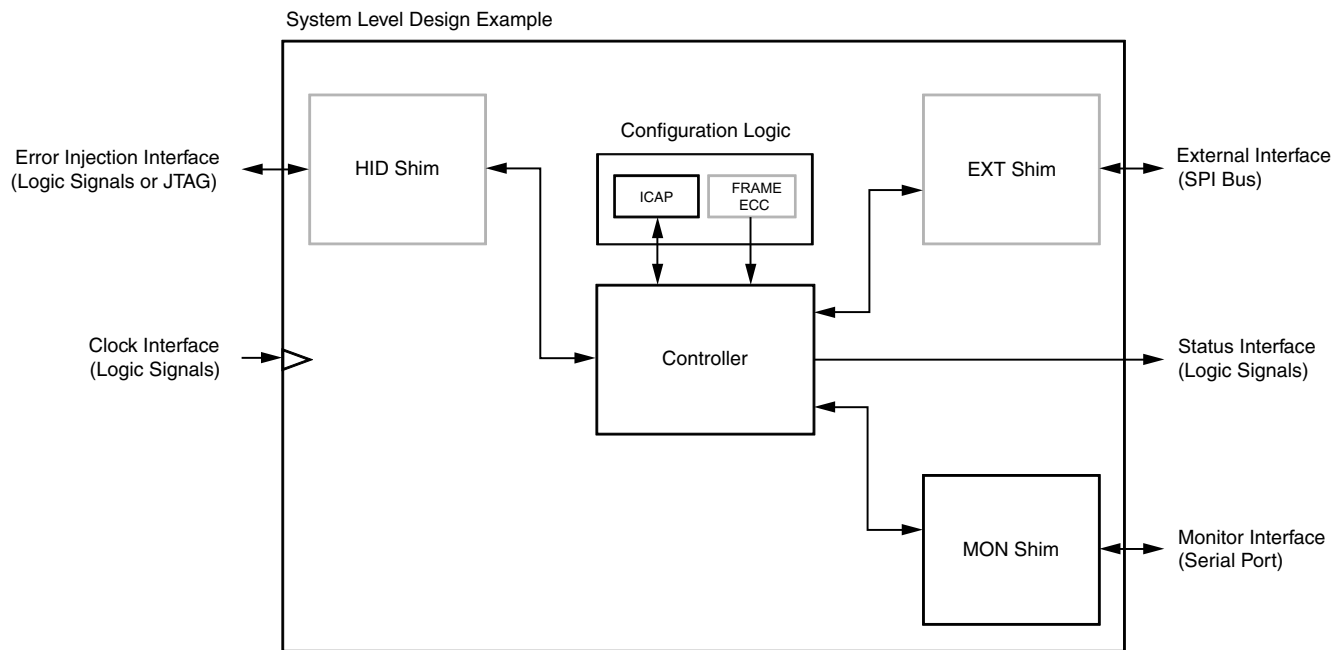 System Level Design Example
Error Injection Interface
(Logic Signals or JTAG)
HID Shim
Configuration Logic
ICAP
FRAME
ECC
EXT Shim
External Interface
(SPI Bus)
Clock Interface
(Logic Signals)
Controller
Status Interface
(Logic Signals)
MON Shim
Monitor Interface
(Serial Port)